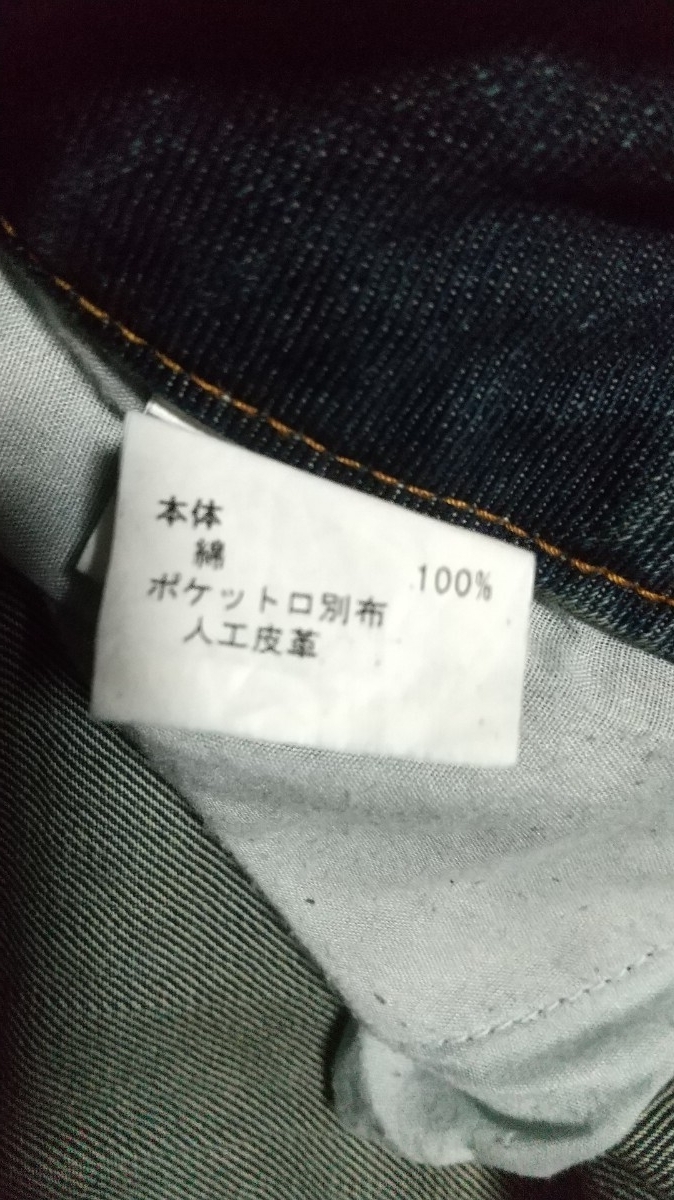 本体
綿 100%
ポケット口別布
人工皮革